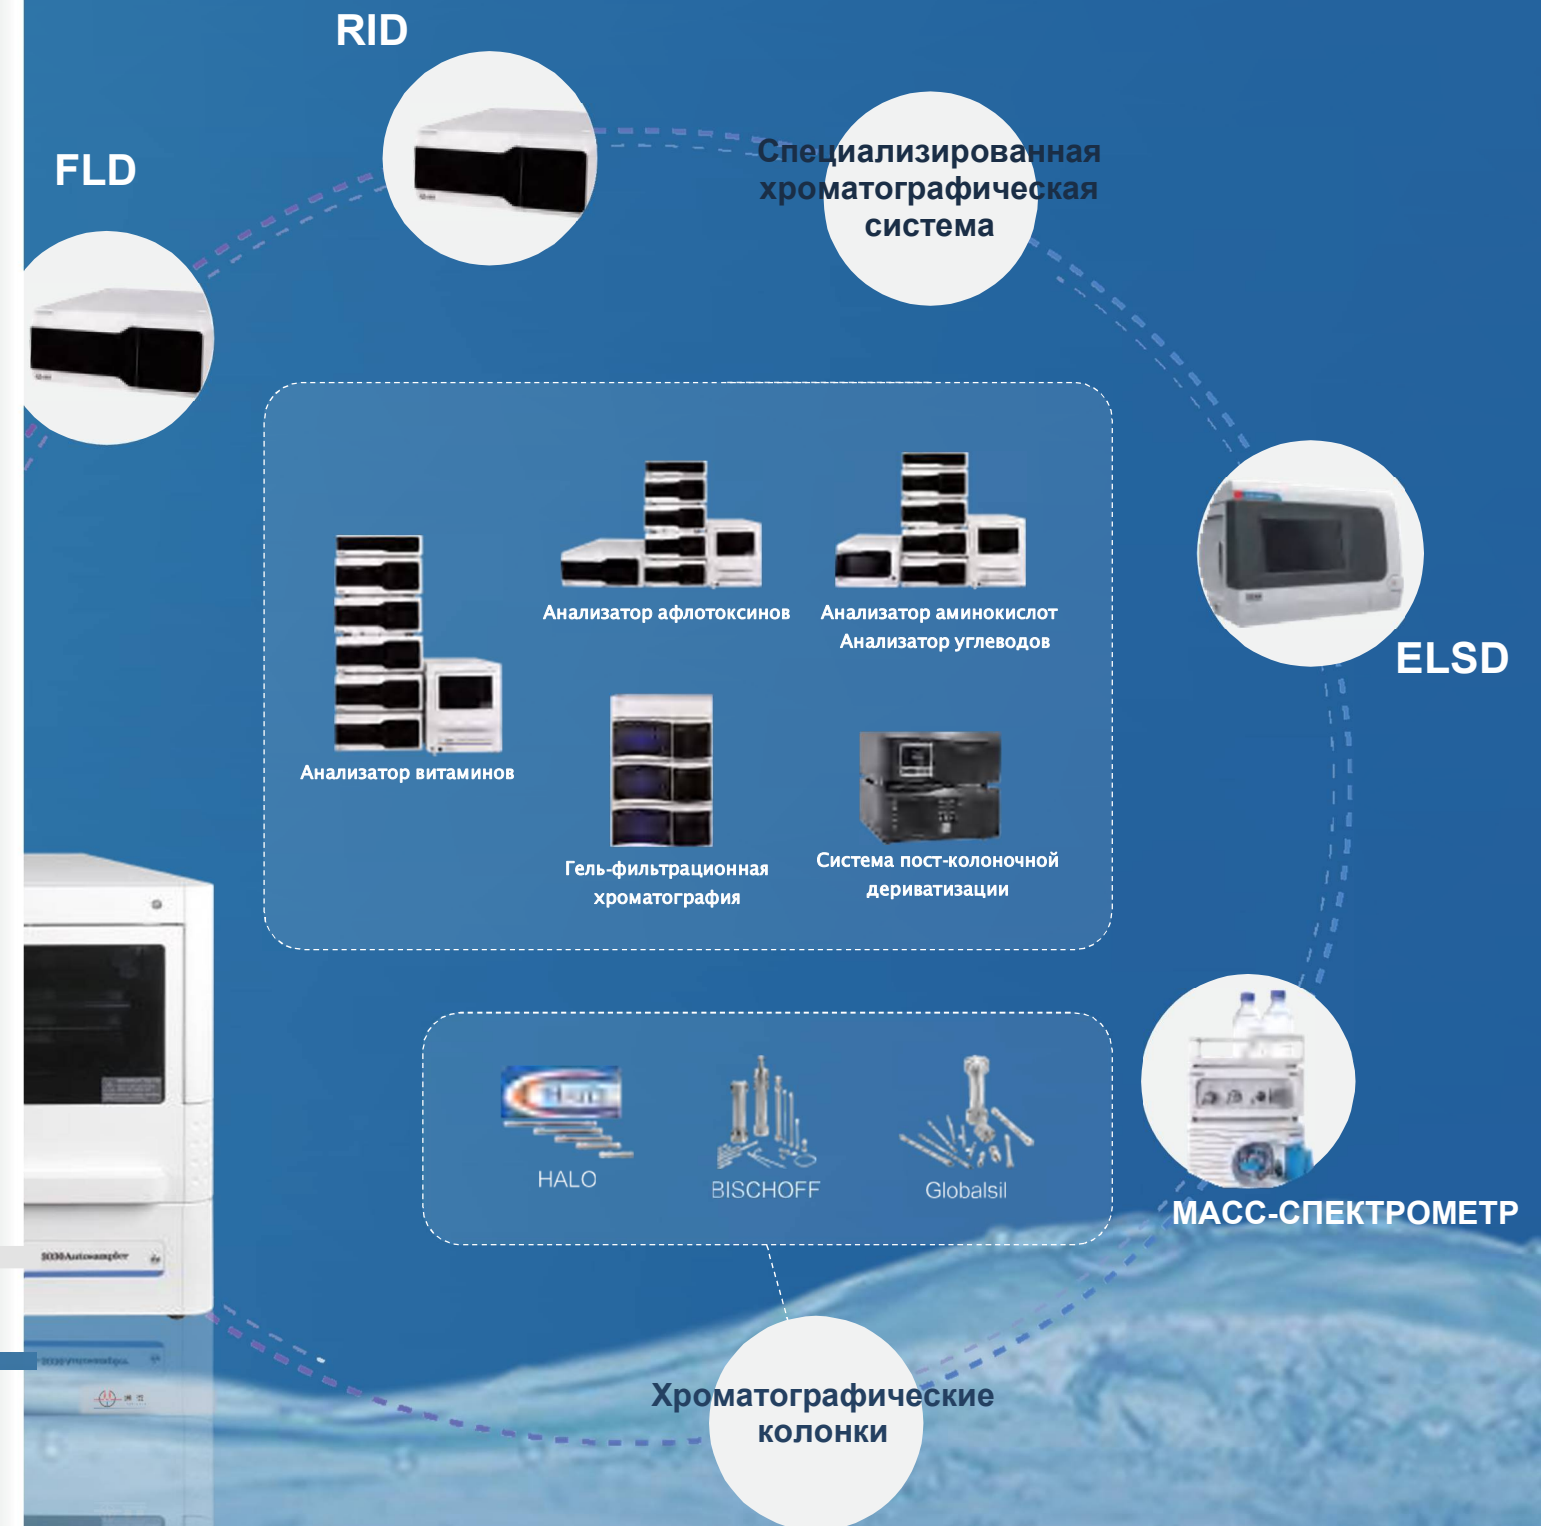 RID
FLD
Специализированная
хроматографическая
система
Анализатор афлотоксинов
Анализатор аминокислот
Анализатор углеводов
ELSD
Анализатор витаминов
Гель-фильтрационная
хроматография
Система пост-колоночной
дериватизации
HALO
BISCHOFF
Globalsil
МАСС-СПЕКТРОМЕТР
Autosampler
Хроматографические
колонки